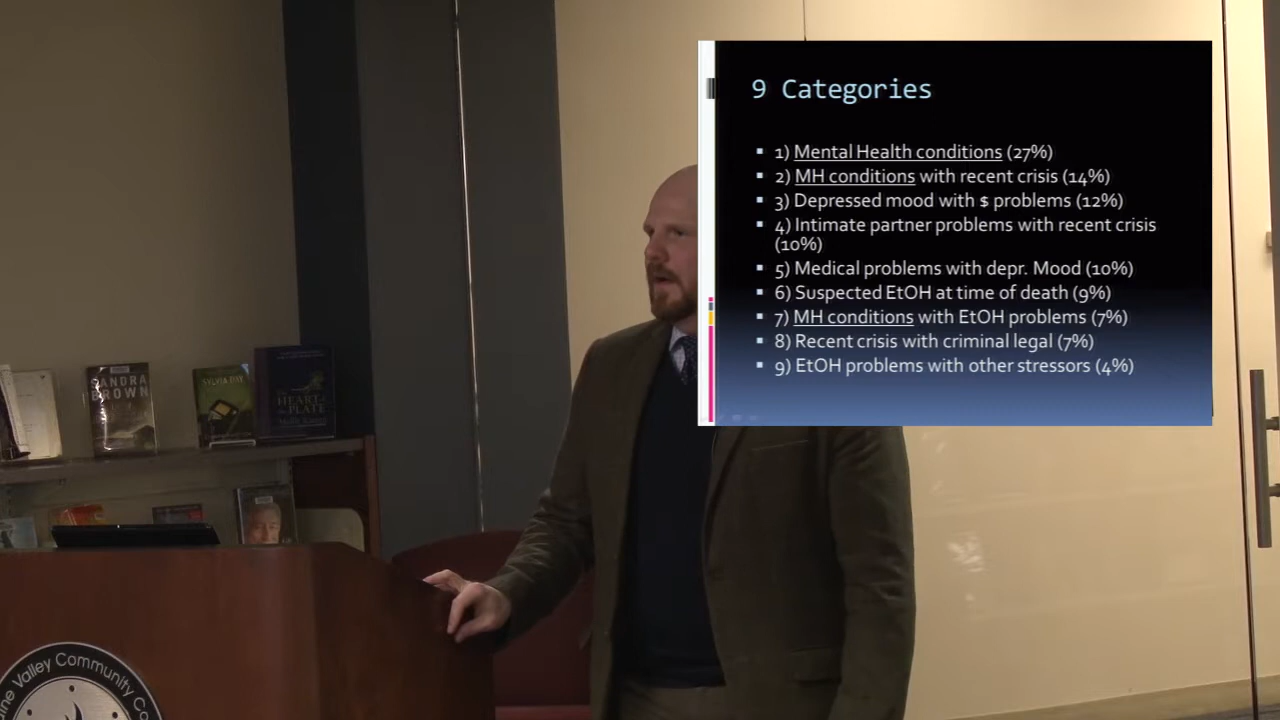 9 Categories
1) Mental Health conditions (27%)
2) MH conditions with recent crisis (14%)
3) Depressed mood with $ problems (12%)
4) Intimate partner problems with recent crisis
(10%)
5) Medical problems with depr. Mood (10%)
6) Suspected EtOH at time of death (9%)
7) MH conditions with EtOH problems (7%)
8) Recent crisis with criminal legal (7%)
9) EtOH problems with other stressors (4%)
SANDRA
BROWN
SYLVIA DAY
HEART
PLATE
Valley Community